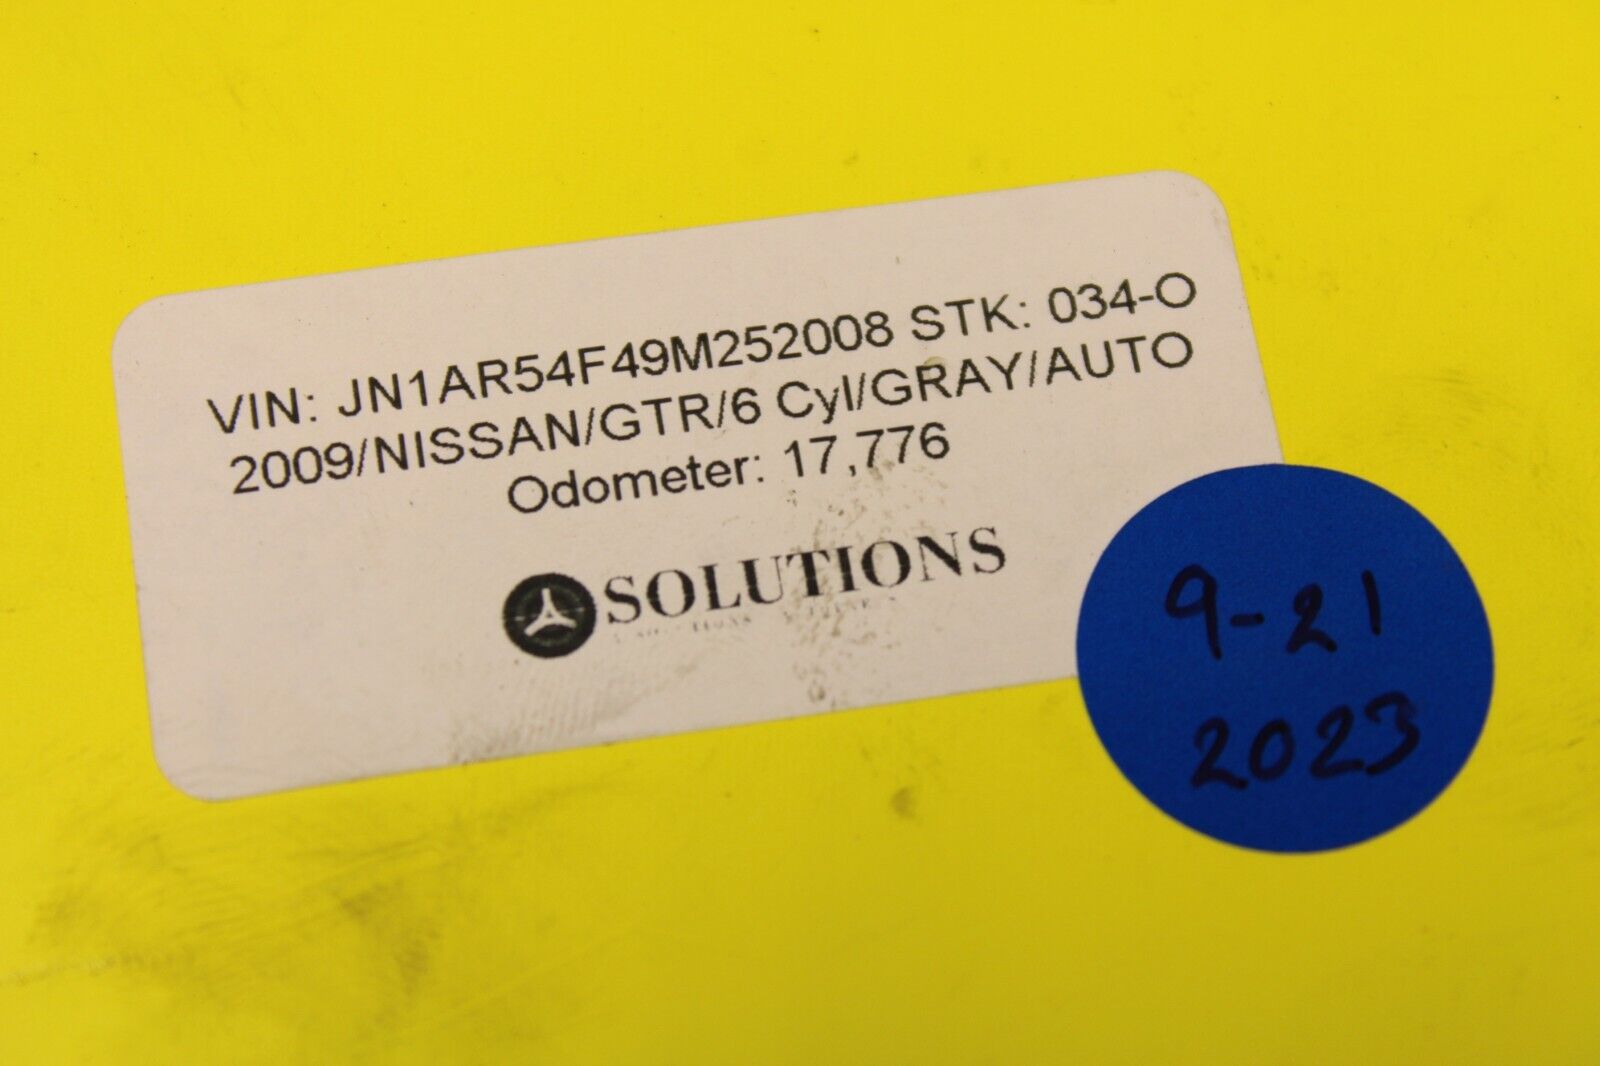 VIN: JN1AR54F49M252008 STK: 034-O
2009/NISSAN/GTR/6 Cyl/GRAY/AUTO
Odometer: 17,776
SOLUTIONS
9-21
2023